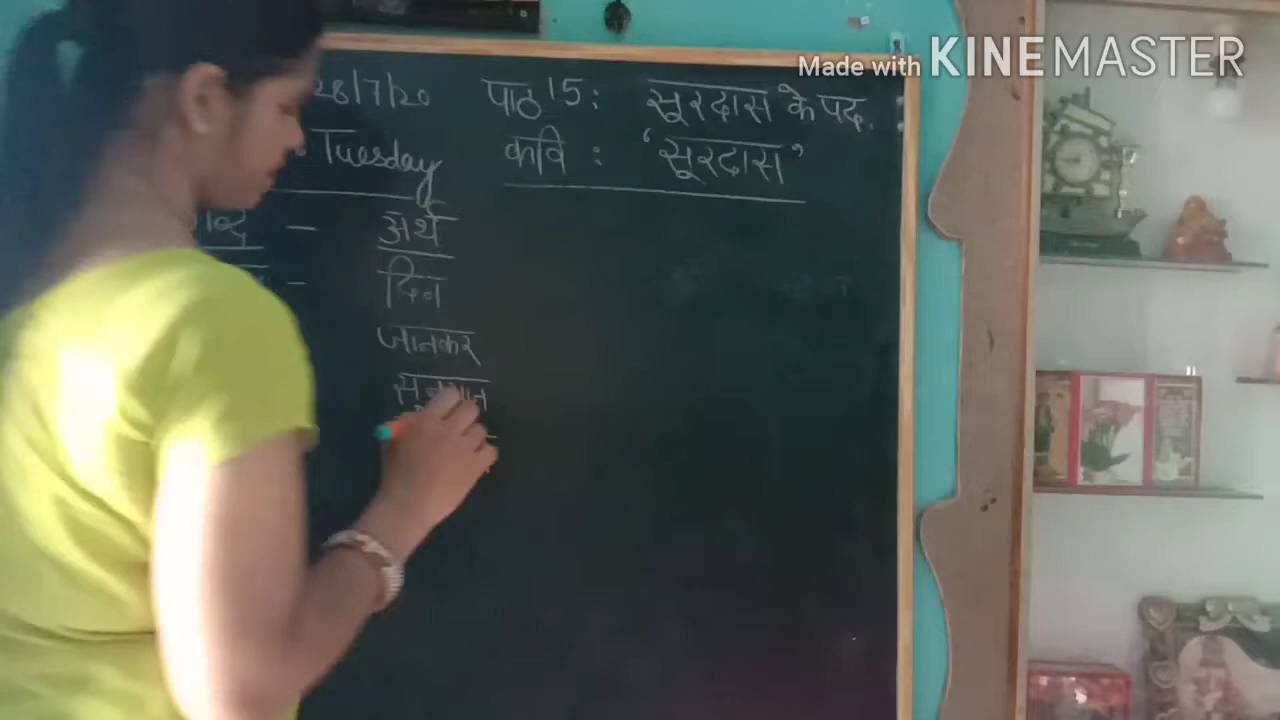 Made with KINEMASTER
28/7/20 पाठ 15: सूरदास के पद.
Tuesday कवि : ‘सूरदास’
— अर्थ
— दिन
जानकर